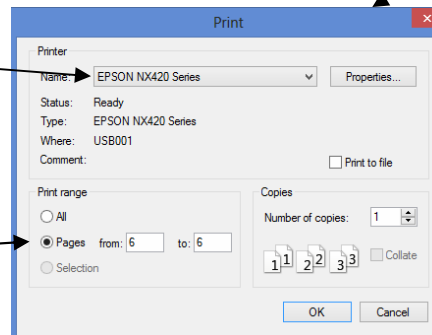 Print
Printer
Name: EPSON NX420 Series Properties...
Status: Ready
Type: EPSON NX420 Series
Where: USB001
Comment: Print to file
Print range
All
Pages from: 6 to: 6
Selection
Copies
Number of copies: 1
1 1 2 2 3 3 Collate
OK Cancel